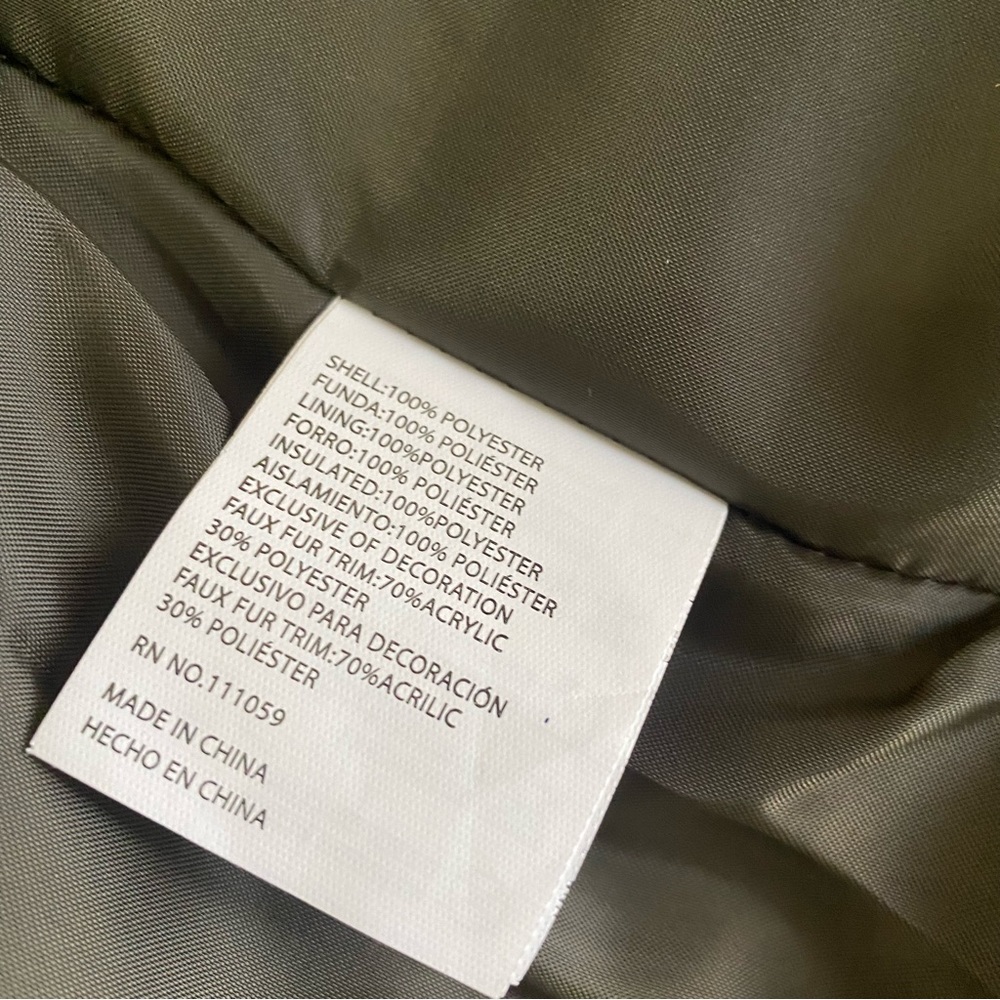 SHELL:100% POLYESTER
FUNDA:100% POLIÉSTER
LINING:100%POLYESTER
FORRO:100% POLIÉSTER
INSULATED:100%POLYESTER
AISLAMIENTO:100% POLIÉSTER
EXCLUSIVE OF DECORATION
FAUX FUR TRIM:70%ACRYLIC
30% POLYESTER
EXCLUSIVO PARA DECORACIÓN
FAUX FUR TRIM:70%ACRILIC
30% POLIÉSTER
RN NO.111059
MADE IN CHINA
HECHO EN CHINA